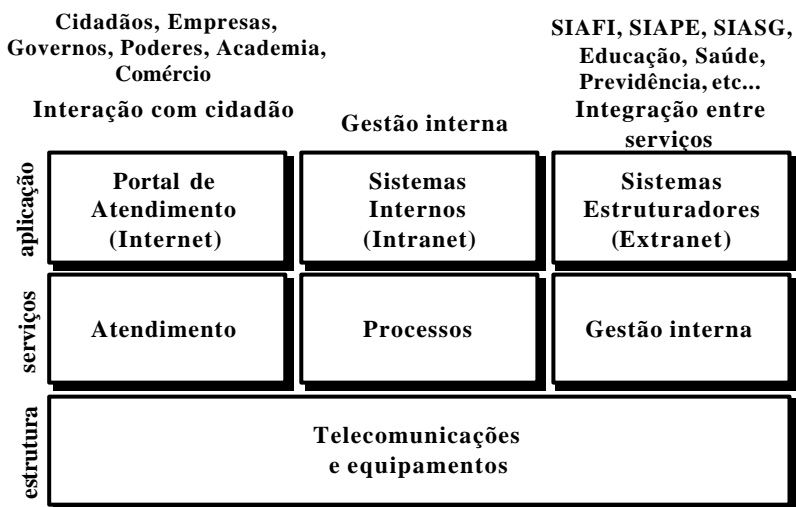 Cidadãos, Empresas,
Governos, Poderes, Academia,
Comércio
Interação com cidadão
Gestão interna
SIAFI, SIAPE, SIASG,
Educação, Saúde,
Previdência, etc...
Integração entre
serviços
aplicação
Portal de
Atendimento
(Internet)
Sistemas
Internos
(Intranet)
Sistemas
Estruturadores
(Extranet)
serviços
Atendimento
Processos
Gestão interna
estrutura
Telecomunicações
e equipamentos